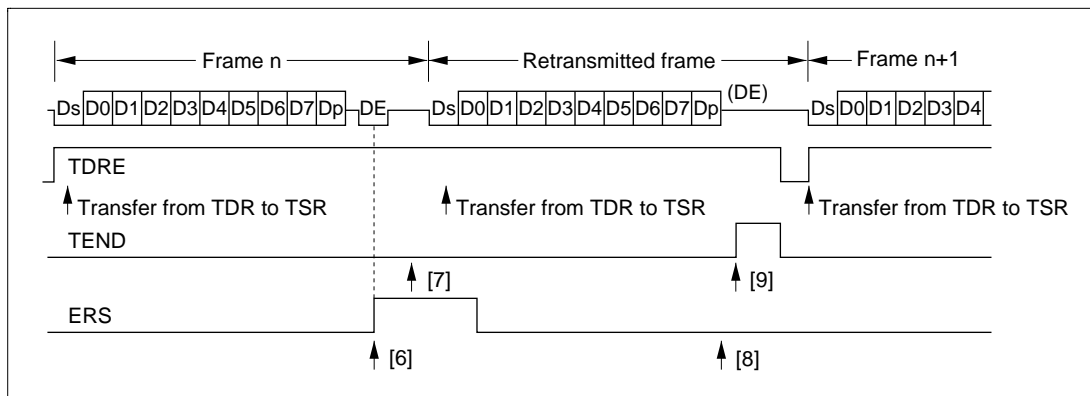 Frame n Retransmitted frame Frame n+1
Ds D0 D1 D2 D3 D4 D5 D6 D7 Dp DE Ds D0 D1 D2 D3 D4 D5 D6 D7 Dp (DE) Ds D0 D1 D2 D3 D4
TDRE
Transfer from TDR to TSR Transfer from TDR to TSR Transfer from TDR to TSR
TEND
[7] [9]
ERS
[6] [8]